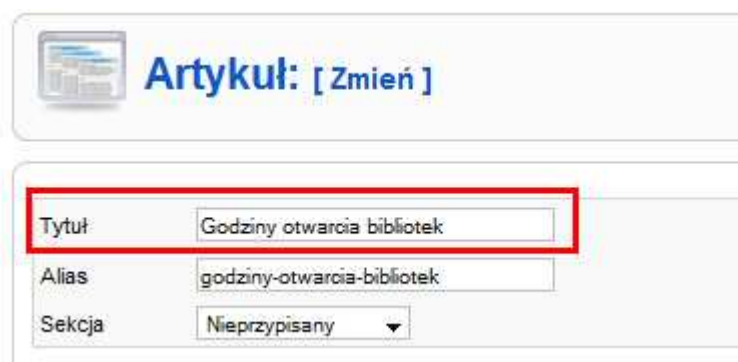 Artykuł: [ Zmień ]
Tytuł Godziny otwarcia bibliotek
Alias godziny-otwarcia-bibliotek
Sekcja Nieprzypisany